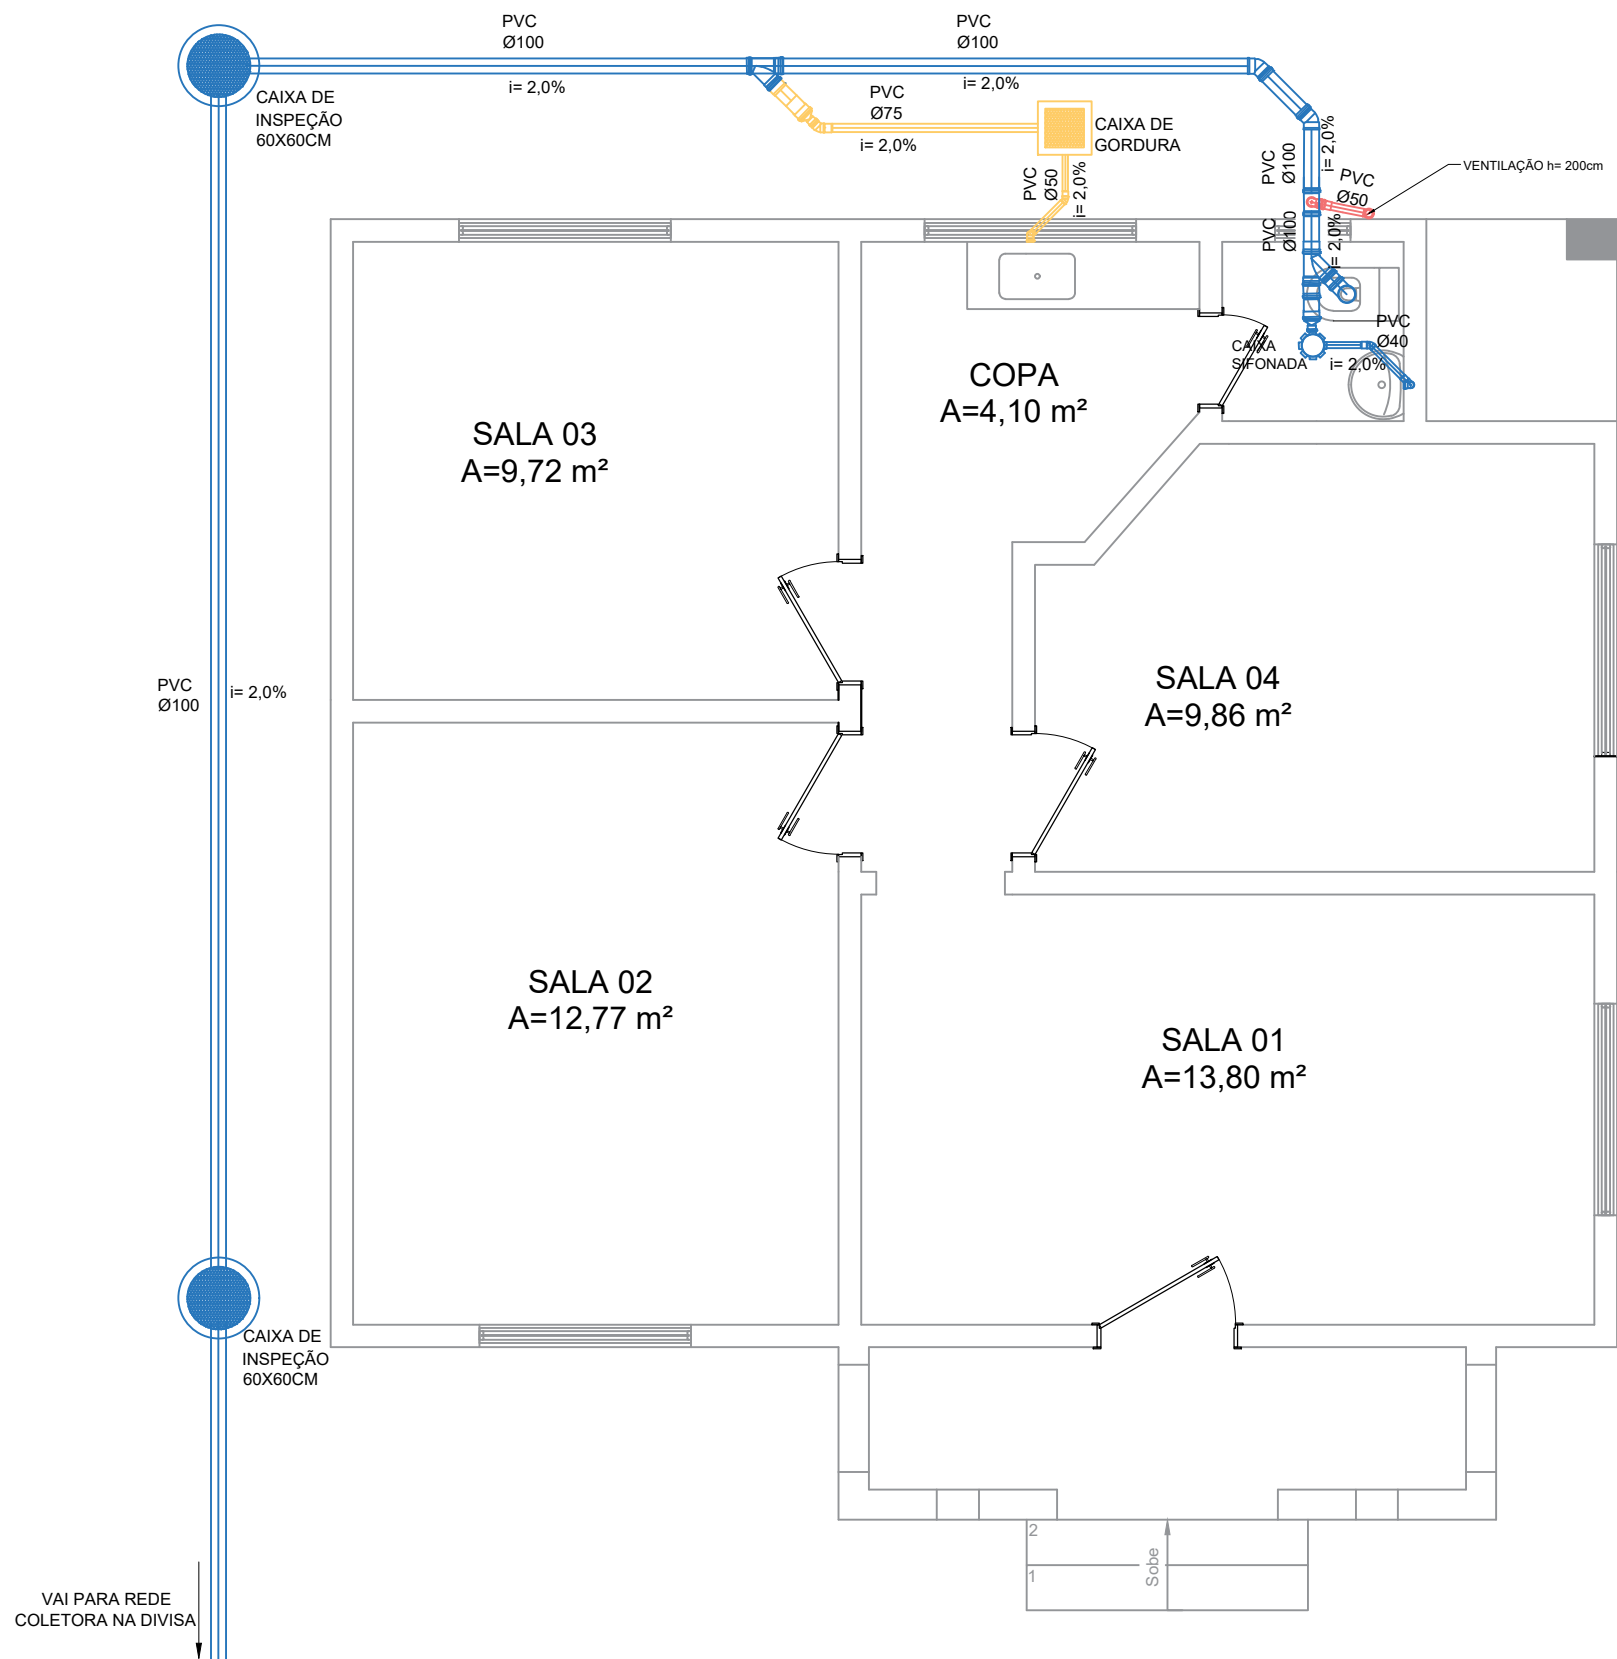 PVC
Ø100
i= 2,0%
PVC
Ø100
i= 2,0%
CAIXA DE
INSPEÇÃO
60X60CM
PVC
Ø75
i= 2,0%
CAIXA DE
GORDURA
PVC
Ø50
i= 2,0%
PVC
Ø100
i= 2,0%
PVC
Ø50
VENTILAÇÃO h= 200cm
PVC
Ø100
i= 2,0%
PVC
Ø40
i= 2,0%
CAIXA
SIFONADA
COPA
A=4,10 m²
SALA 03
A=9,72 m²
SALA 04
A=9,86 m²
PVC
Ø100
i= 2,0%
SALA 02
A=12,77 m²
SALA 01
A=13,80 m²
CAIXA DE
INSPEÇÃO
60X60CM
2
1
Sobe
VAI PARA REDE
COLETORA NA DIVISA